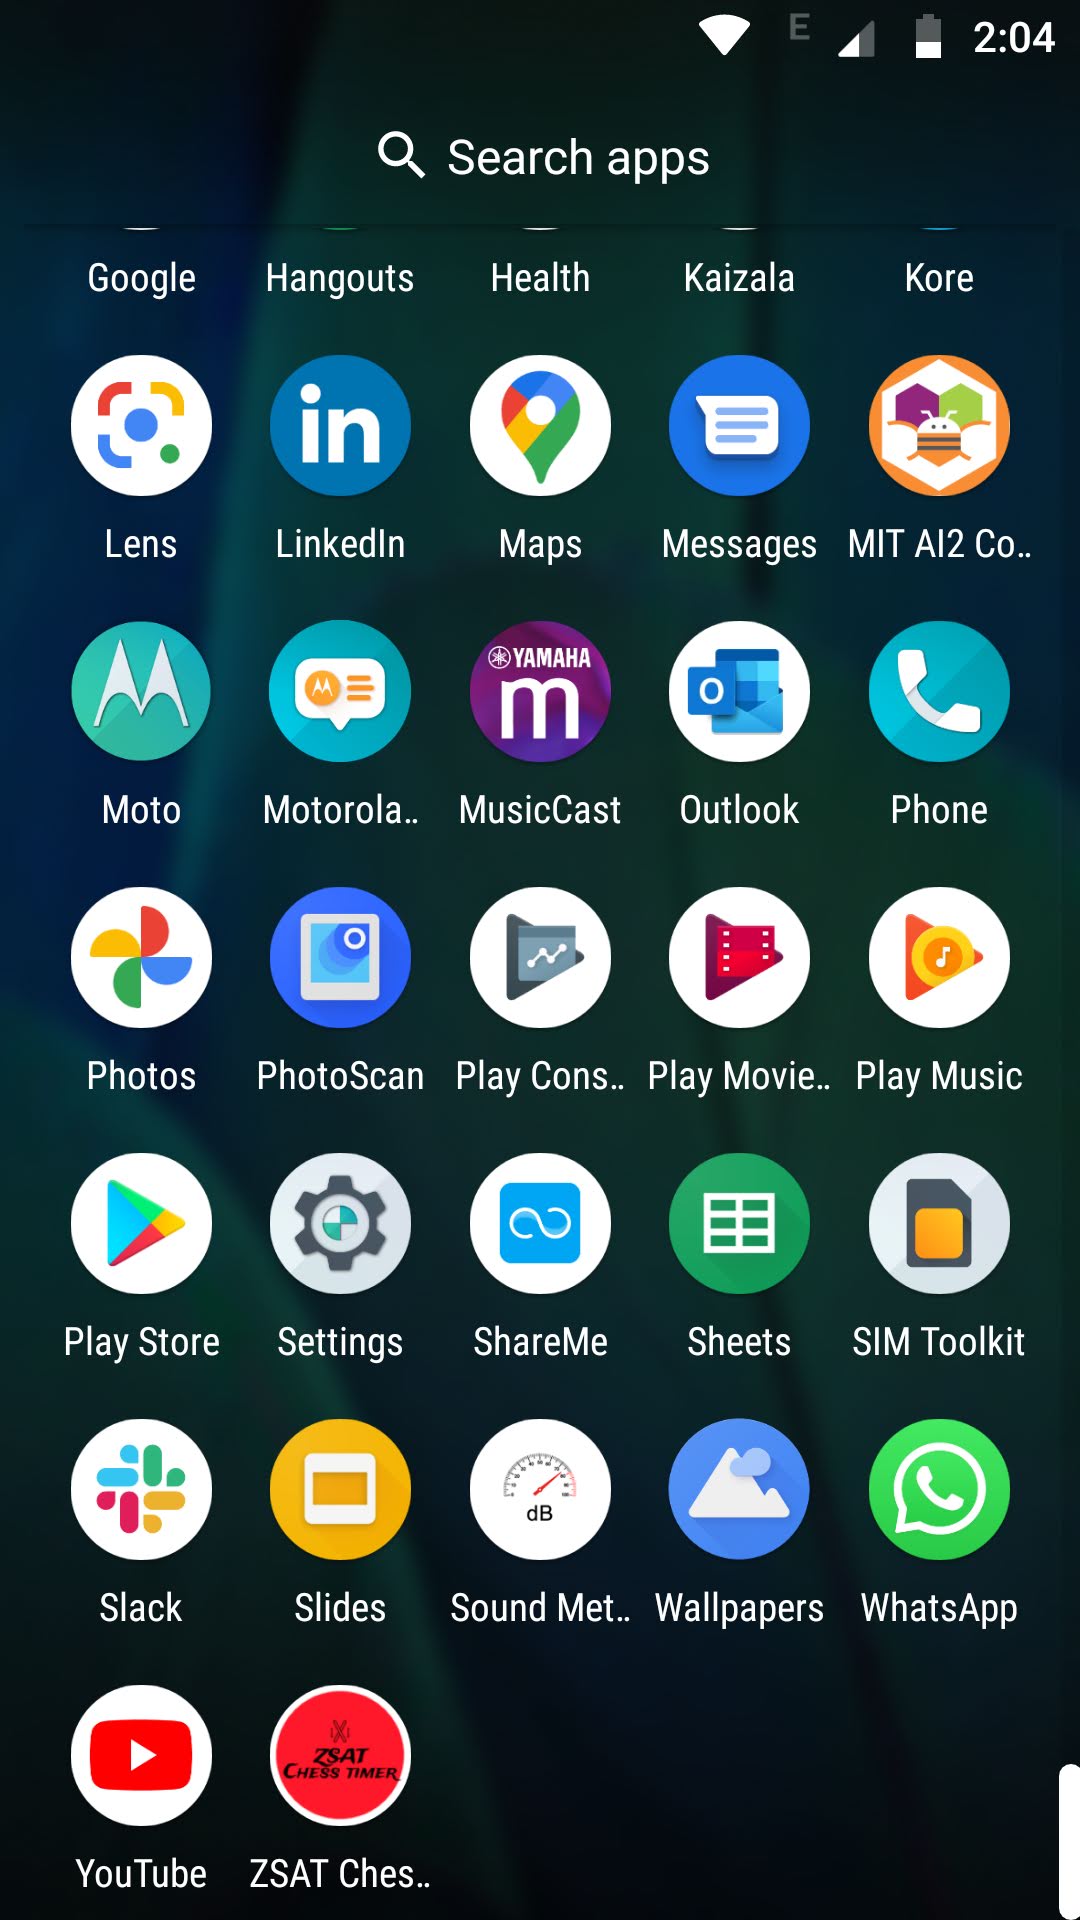 E 2:04
Search apps
Google Hangouts Health Kaizala Kore
in
Lens LinkedIn Maps Messages MIT AI2 Co..
YAMAHA
m
O
Moto Motorola.. MusicCast Outlook Phone
Photos PhotoScan Play Cons.. Play Movie.. Play Music
Play Store Settings ShareMe Sheets SIM Toolkit
dB
Slack Slides Sound Met.. Wallpapers WhatsApp
ZSAT
CHESS TIMER
YouTube ZSAT Ches..